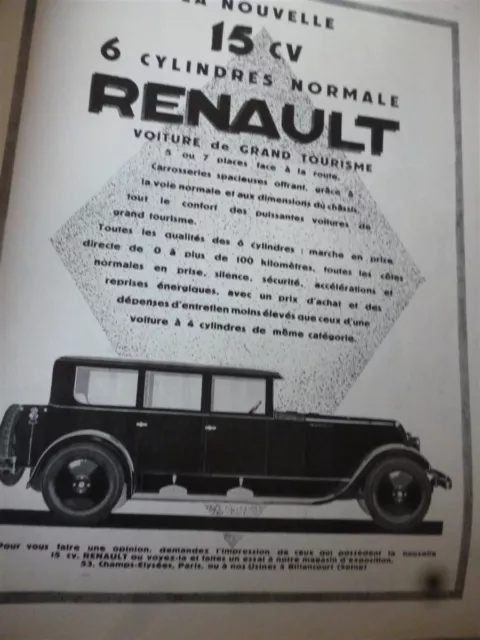 LA NOUVELLE
15 CV
6 CYLINDRES NORMALE
RENAULT
VOITURE de GRAND TOURISME
5 ou 7 places face à la route.
Carrosseries spacieuses offrant, grâce à
la voie normale et aux dimensions du châssis,
tout le confort des puissantes voitures de
grand tourisme.
Toutes les qualités des 6 cylindres : marche en prise
directe de 0 à plus de 100 kilomètres, toutes les côtes
normales en prise, silence, sécurité, accélérations et
reprises énergiques, avec un prix d'achat et des
dépenses d'entretien moins élevés que ceux d'une
voiture à 4 cylindres de même catégorie.
Pour vous faire une opinion, demandez l'impression de ceux qui possèdent la nouvelle
15 cv. RENAULT ou voyez-la et faites un essai à notre magasin d'exposition,
53, Champs-Elysées, Paris, ou à nos Usines à Billancourt (Seine)